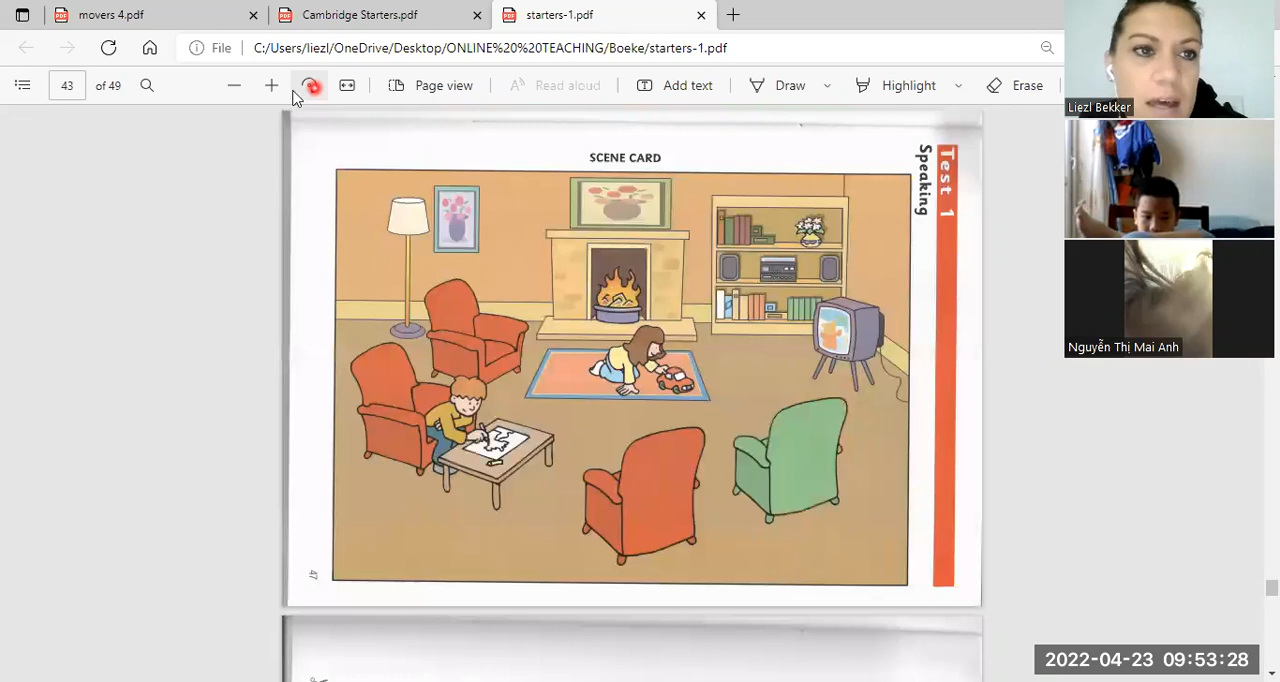 movers 4.pdf
Cambridge Starters.pdf
starters-1.pdf
File
C:/Users/liezl/OneDrive/Desktop/ONLINE%20%20TEACHING/Boeke/starters-1.pdf
43 of 49
Page view
A
Read aloud
Add text
Draw
Highlight
Erase
Liezl Bekker
SCENE CARD
Test 1
Speaking
Nguyễn Thị Mai Anh
47
2022-04-23 09:53:28